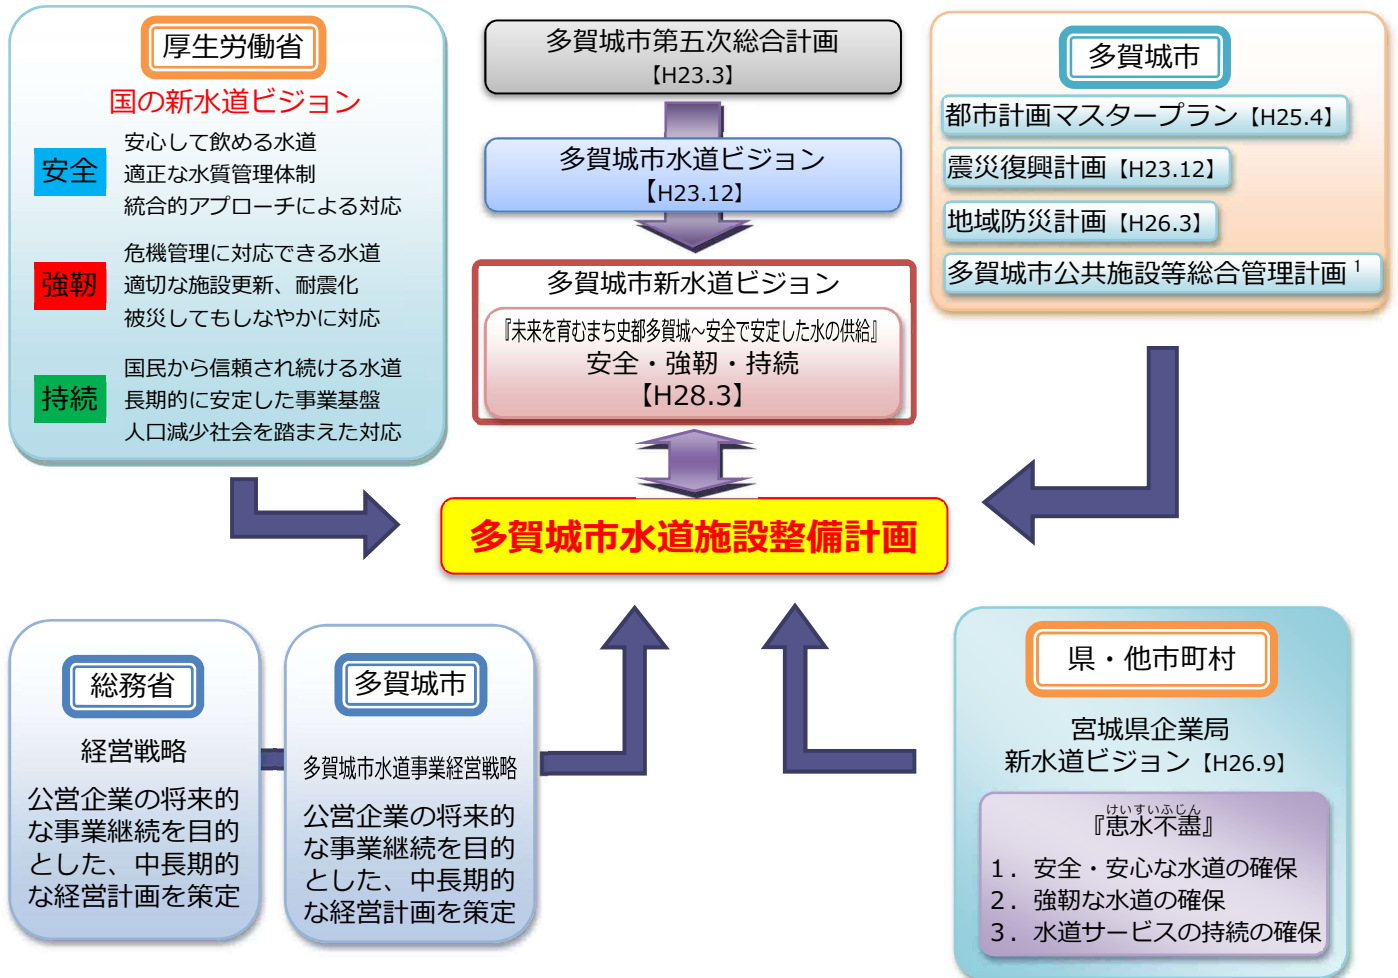 厚生労働省
国の新水道ビジョン
安全
安心して飲める水道
適正な水質管理体制
統合的アプローチによる対応
強靭
危機管理に対応できる水道
適切な施設更新、耐震化
被災してもしなやかに対応
持続
国民から信頼され続ける水道
長期的に安定した事業基盤
人口減少社会を踏まえた対応
多賀城市第五次総合計画
【H23.3】
多賀城市水道ビジョン
【H23.12】
多賀城市新水道ビジョン
『未来を育むまち史都多賀城～安全で安定した水の供給』
安全・強靭・持続
【H28.3】
多賀城市
都市計画マスタープラン【H25.4】
震災復興計画【H23.12】
地域防災計画【H26.3】
多賀城市公共施設等総合管理計画1
多賀城市水道施設整備計画
総務省
経営戦略
公営企業の将来的
な事業継続を目的
とした、中長期的
な経営計画を策定
多賀城市
多賀城市水道事業経営戦略
公営企業の将来的
な事業継続を目的
とした、中長期的
な経営計画を策定
県・他市町村
宮城県企業局
新水道ビジョン【H26.9】
けいすいふじん
『恵水不盡』
1．安全・安心な水道の確保
2．強靭な水道の確保
3．水道サービスの持続の確保